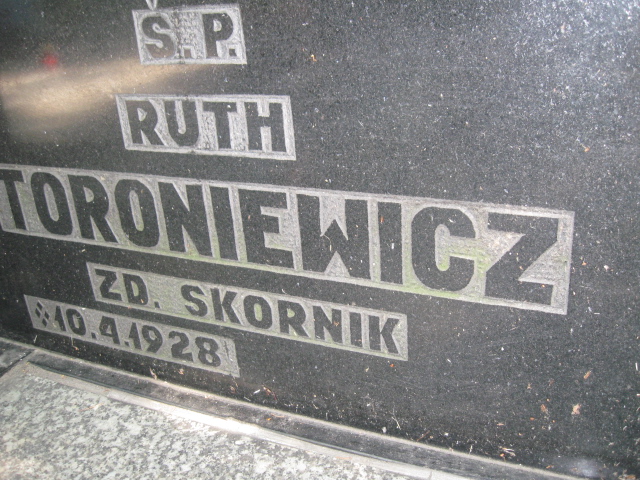 Ś.P.
RUTH
TORONIEWICZ
ZD. SKORNIK
⁘10.4.1928